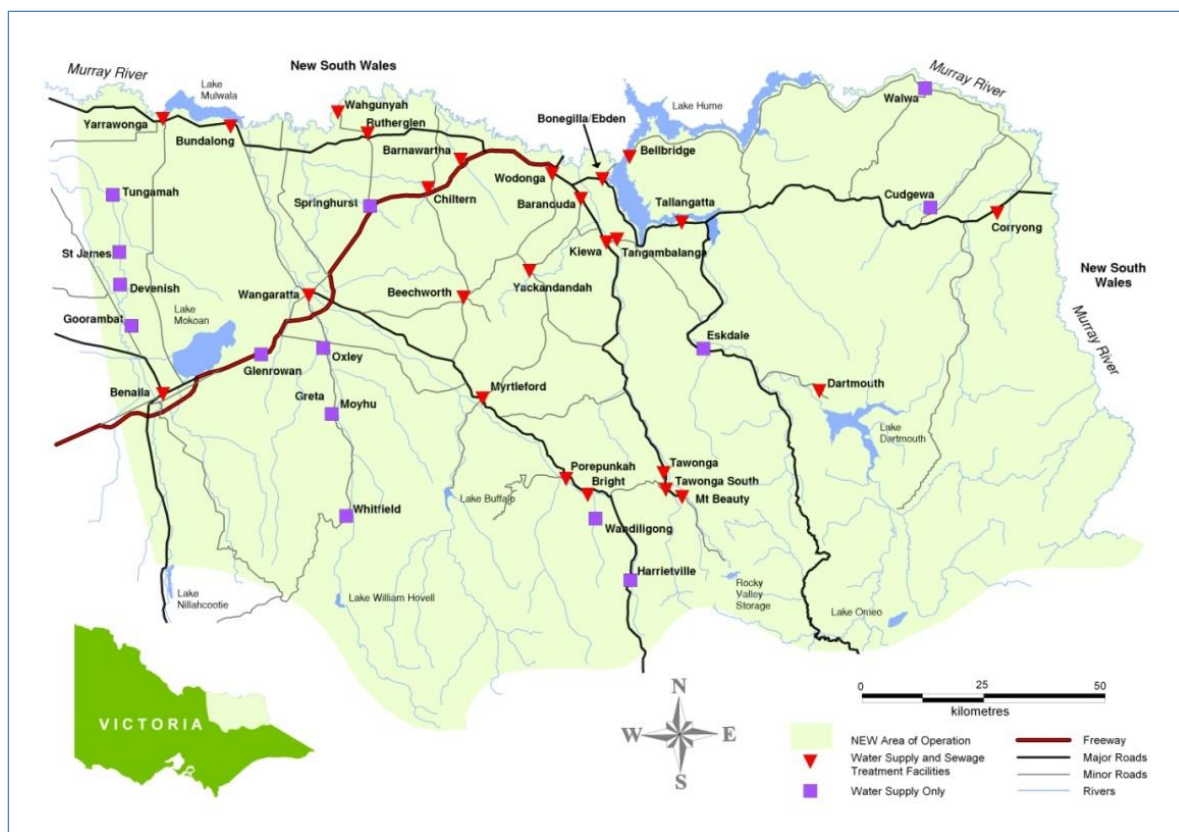 Murray River
New South Wales
Murray River
Lake
Mulwala
Wahgunyah
Lake Hume
Walwa
Yarrawonga
Bundalong
Rutherglen
Bonegilla/Ebden
Barnawartha
Bellbridge
Wodonga
Tungamah
Springhurst
Chiltern
Baranduda
Tallangatta
Cudgewa
Corryong
St James
Kiewa
Tangambalanga
Devenish
Wangaratta
Beechworth
Yackandandah
New South
Wales
Goorambat
Lake
Mokoan
Murray River
Eskdale
Glenrowan
Oxley
Benalla
Greta
Moyhu
Myrtleford
Dartmouth
Lake
Dartmouth
Porepunkah
Bright
Tawonga
Tawonga South
Mt Beauty
Lake Buffalo
Whitfield
Wandiligong
Harrietville
Rocky
Valley
Storage
Lake
Nillahcootie
Lake William Hovell
Lake Omeo
VICTORIA
N
W
E
S
0
25
50
kilometres
NEW Area of Operation
Water Supply and Sewage
Treatment Facilities
Water Supply Only
Freeway
Major Roads
Minor Roads
Rivers